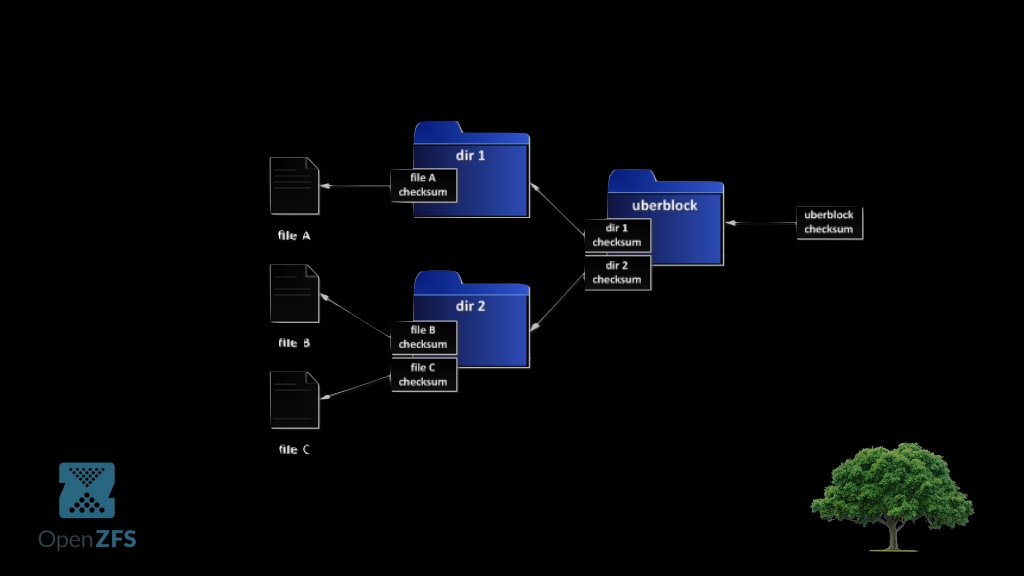 dir 1
file A
checksum
file A
uberblock
dir 1
checksum
dir 2
checksum
uberblock
checksum
dir 2
file B
checksum
file C
checksum
file B
file C
OpenZFS